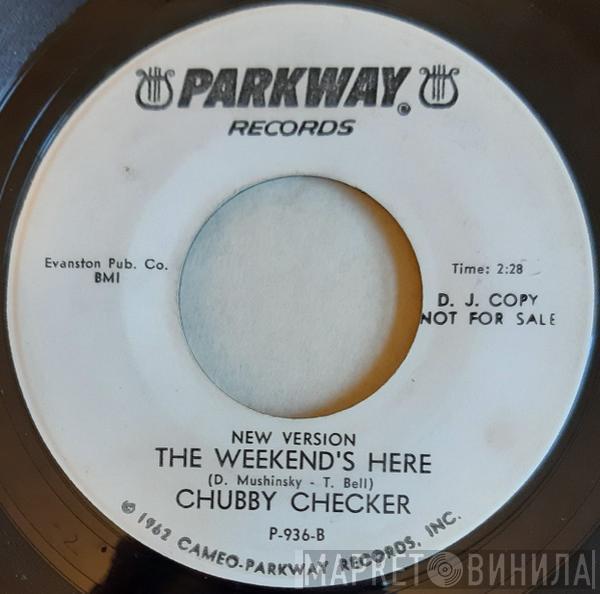 PARKWAY®
RECORDS
Evanston Pub. Co.
BMI
Time: 2:28
D. J. COPY
NOT FOR SALE
NEW VERSION
THE WEEKEND'S HERE
(D. Mushinsky - T. Bell)
CHUBBY CHECKER
P-936-B
© 1962 CAMEO-PARKWAY RECORDS, INC.
МАРКЕТ ВИНИЛА